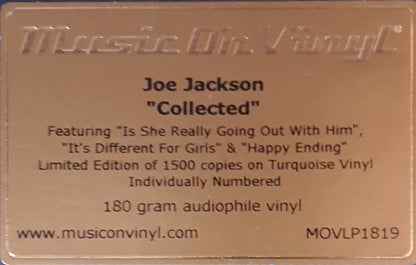 Music On Vinyl®
Joe Jackson
"Collected"
Featuring "Is She Really Going Out With Him",
"It's Different For Girls" & "Happy Ending"
Limited Edition of 1500 copies on Turquoise Vinyl
Individually Numbered
180 gram audiophile vinyl
www.musiconvinyl.com MOVLP1819